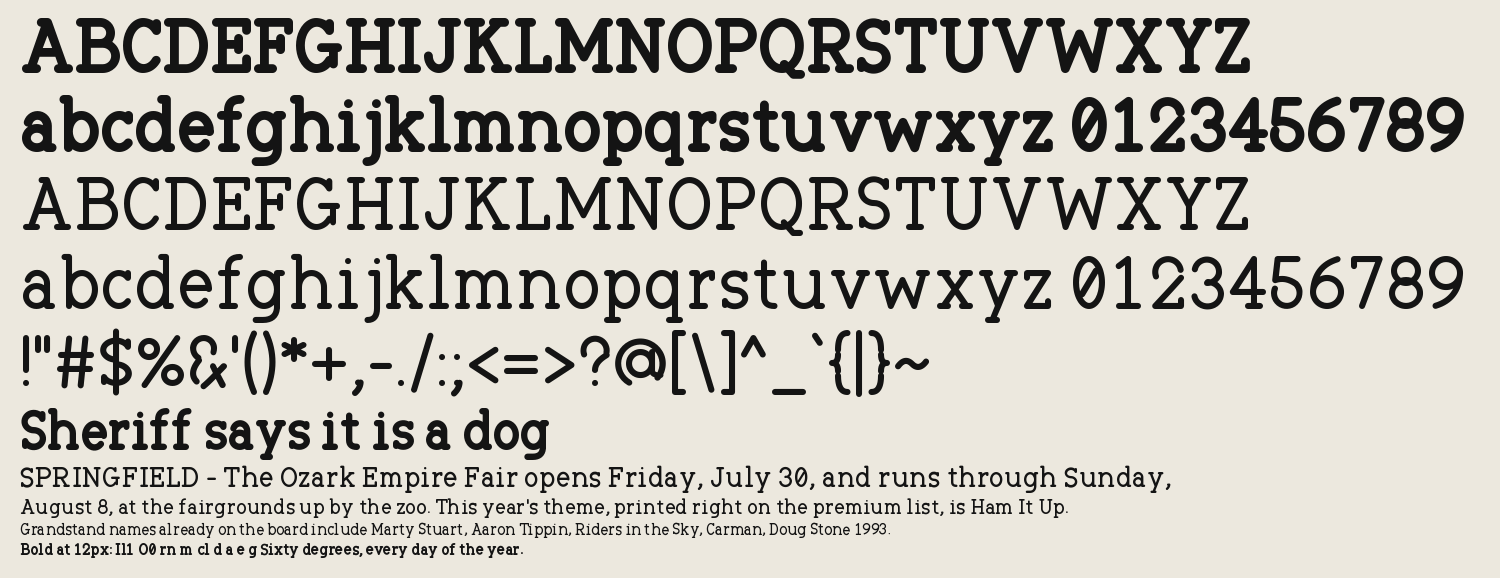 ABCDEFGHIJKLMNOPQRSTUVWXYZ
abcdefghijklmnopqrstuvwxyz 0123456789
ABCDEFGHIJKLMNOPQRSTUVWXYZ
abcdefghijklmnopqrstuvwxyz 0123456789
!"#$%&'()*+,-./:;<=>?@[\]^_`{|}~
Sheriff says it is a dog
SPRINGFIELD - The Ozark Empire Fair opens Friday, July 30, and runs through Sunday,
August 8, at the fairgrounds up by the zoo. This year's theme, printed right on the premium list, is Ham It Up.
Grandstand names already on the board include Marty Stuart, Aaron Tippin, Riders in the Sky, Carman, Doug Stone 1993.
Bold at 12px: Il1 O0 rn m cl d a e g Sixty degrees, every day of the year.